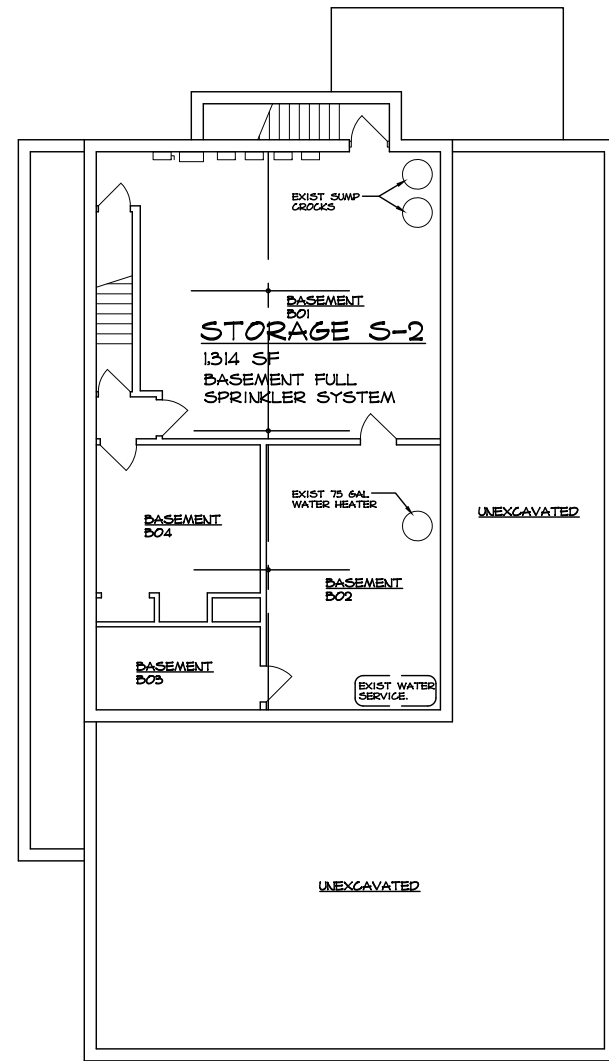 EXIST SUMP
CROCKS
BASEMENT
B01
STORAGE S-2
1,314 SF
BASEMENT FULL
SPRINKLER SYSTEM
EXIST 75 GAL
WATER HEATER
UNEXCAVATED
BASEMENT
B04
BASEMENT
B02
BASEMENT
B03
EXIST WATER
SERVICE.
UNEXCAVATED